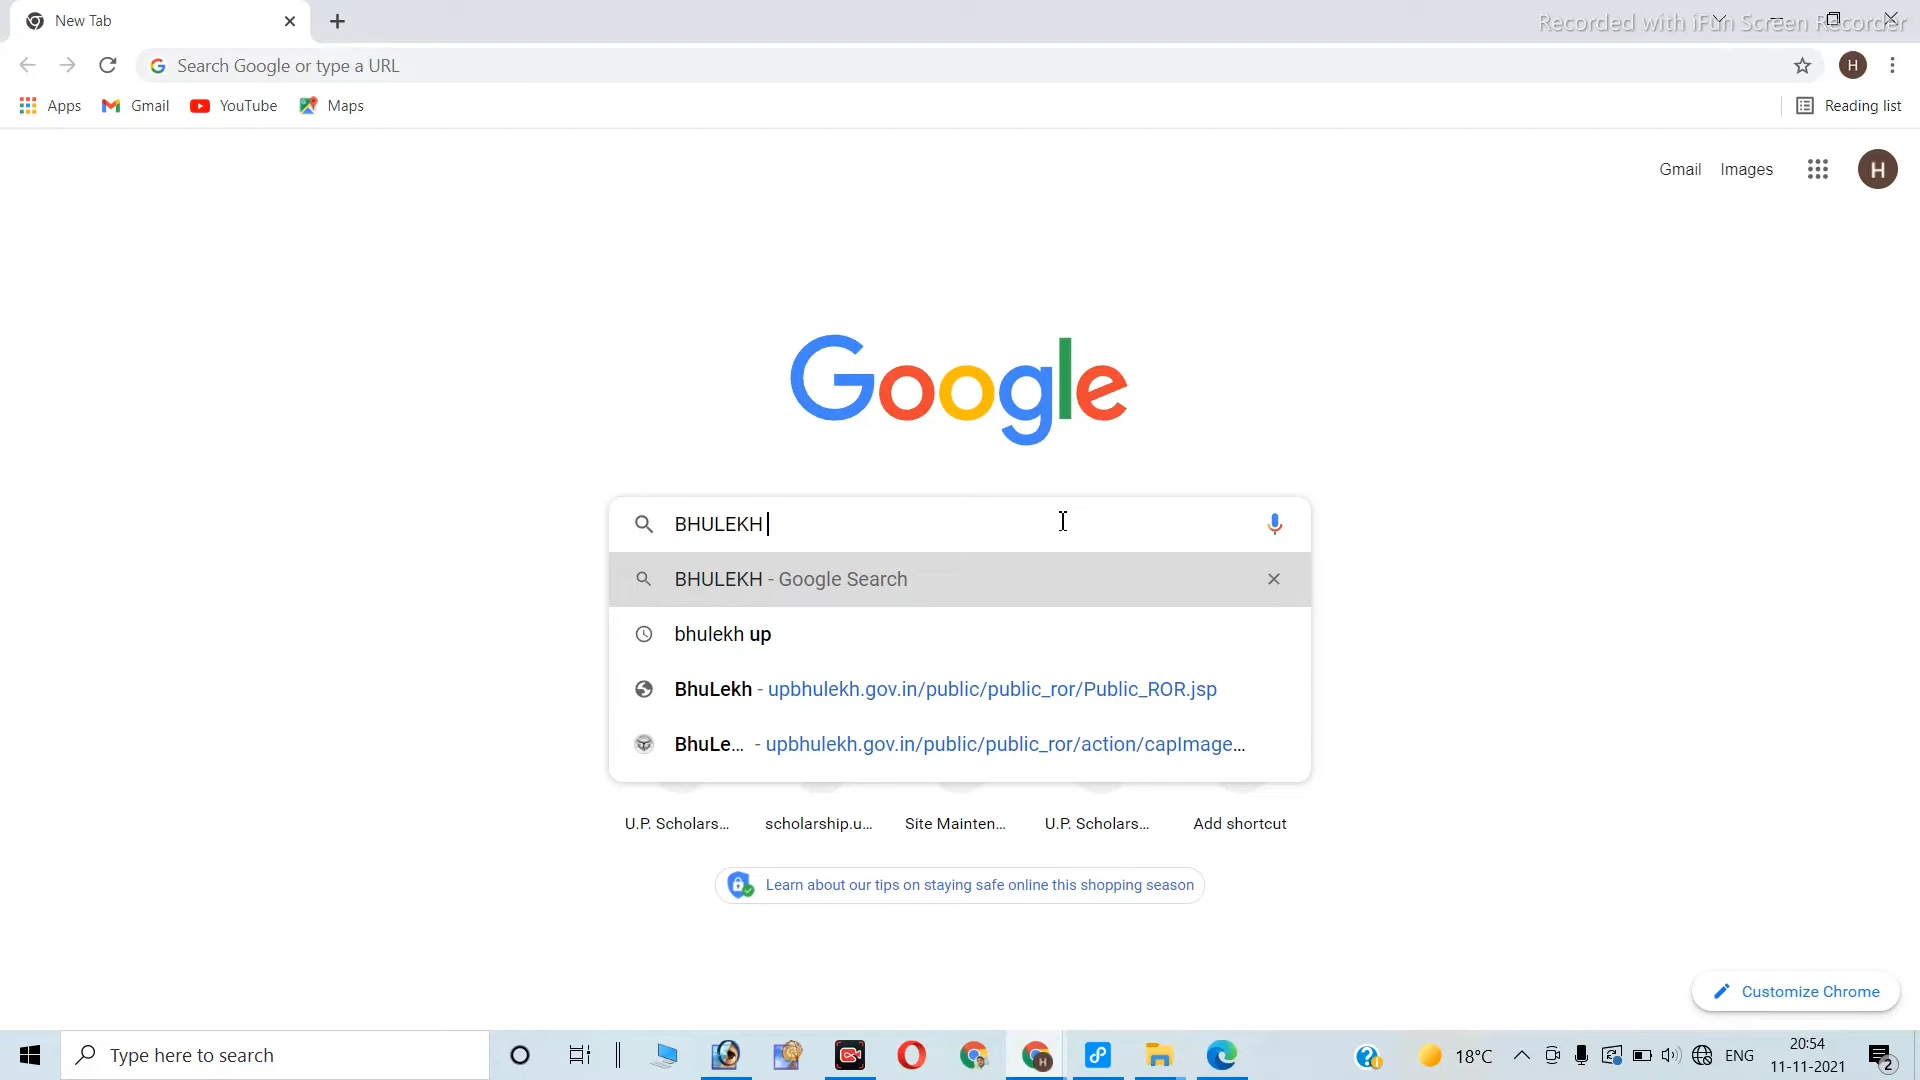 New Tab
Recorded with iFun Screen Recorder
Search Google or type a URL
H
Apps
Gmail
YouTube
Maps
Reading list
Gmail
Images
H
Google
BHULEKH
BHULEKH - Google Search
bhulekh up
BhuLekh - upbhulekh.gov.in/public/public_ror/Public_ROR.jsp
BhuLe... - upbhulekh.gov.in/public/public_ror/action/capImage...
U.P. Scholars...
scholarship.u...
Site Mainten...
U.P. Scholars...
Add shortcut
Learn about our tips on staying safe online this shopping season
Customize Chrome
Type here to search
H
18°C
ENG
20:54
11-11-2021
2